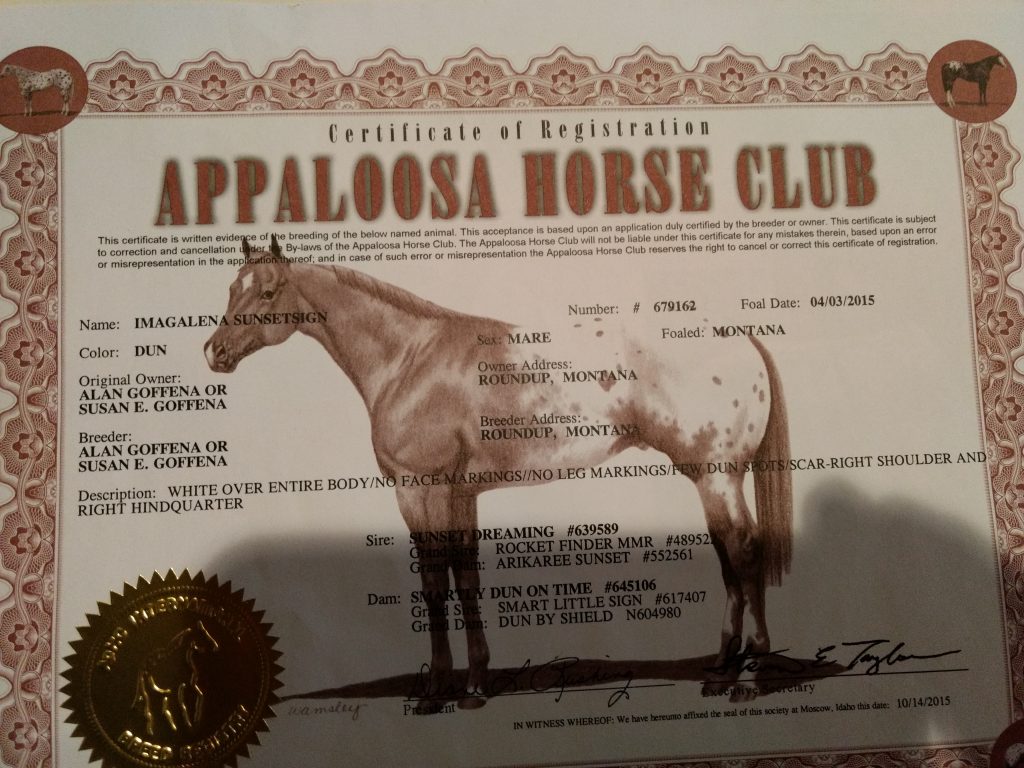 Certificate of Registration
APPALOOSA HORSE CLUB
This certificate is written evidence of the breeding of the below named animal. This acceptance is based upon an application duly certified by the breeder or owner. This certificate is subject
to correction and cancellation under the By-laws of the Appaloosa Horse Club. The Appaloosa Horse Club will not be liable under this certificate for any mistakes therein, based upon an error
or misrepresentation in the application thereof; and in case of such error or misrepresentation the Appaloosa Horse Club reserves the right to cancel or correct this certificate of registration.
Name: IMAGALENA SUNSETSIGN
Number: # 679162 Foal Date: 04/03/2015
Color: DUN
Sex: MARE Foaled: MONTANA
Original Owner:
ALAN GOFFENA OR
SUSAN E. GOFFENA
Owner Address:
ROUNDUP, MONTANA
Breeder:
ALAN GOFFENA OR
SUSAN E. GOFFENA
Breeder Address:
ROUNDUP, MONTANA
Description: WHITE OVER ENTIRE BODY/NO FACE MARKINGS//NO LEG MARKINGS/FEW DUN SPOTS/SCAR-RIGHT SHOULDER AND
RIGHT HINDQUARTER
Sire: SUNSET DREAMING #639589
Grand Sire: ROCKET FINDER MMR
Grand Dam: ARIKAREE SUNSET #552561
Dam: SMARTLY DUN ON TIME #645106
Grand Sire: SMART LITTLE SIGN #617407
Grand Dam: DUN BY SHIELD N604980
President
Executive Secretary
Wamsley
IN WITNESS WHEREOF: We have hereunto affixed the seal of this society at Moscow, Idaho this date: 10/14/2015